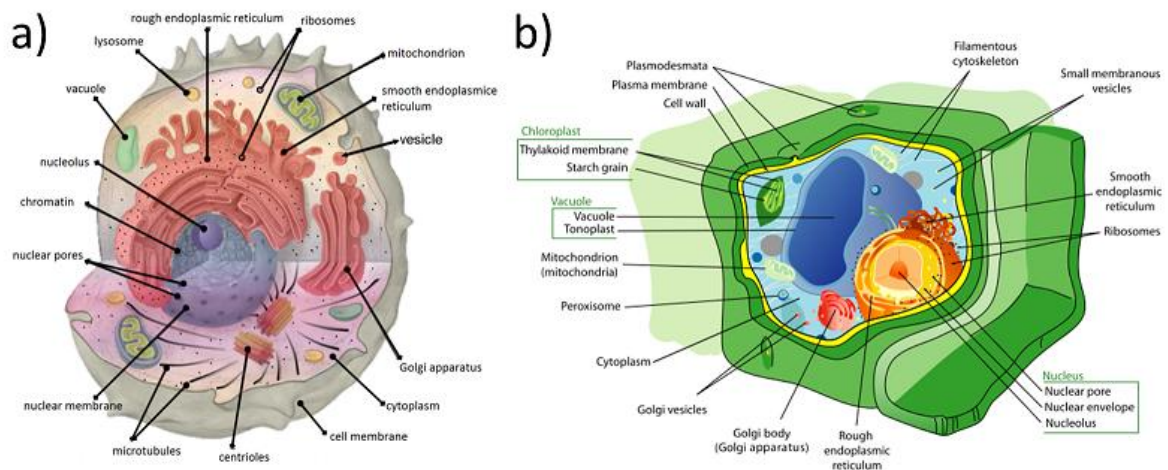 a)
rough endoplasmic reticulum
ribosomes
lysosome
mitochondrion
vacuole
smooth endoplasmice
reticulum
vesicle
nucleolus
chromatin
nuclear pores
Golgi apparatus
nuclear membrane
cytoplasm
microtubules
centrioles
cell membrane
b)
Filamentous
cytoskeleton
Plasmodesmata
Small membranous
vesicles
Plasma membrane
Cell wall
Chloroplast
Thylakoid membrane
Starch grain
Smooth
endoplasmic
reticulum
Vacuole
Vacuole
Tonoplast
Ribosomes
Mitochondrion
(mitochondria)
Peroxisome
Cytoplasm
Nucleus
Nuclear pore
Nuclear envelope
Nucleolus
Golgi vesicles
Golgi body
(Golgi apparatus)
Rough
endoplasmic
reticulum